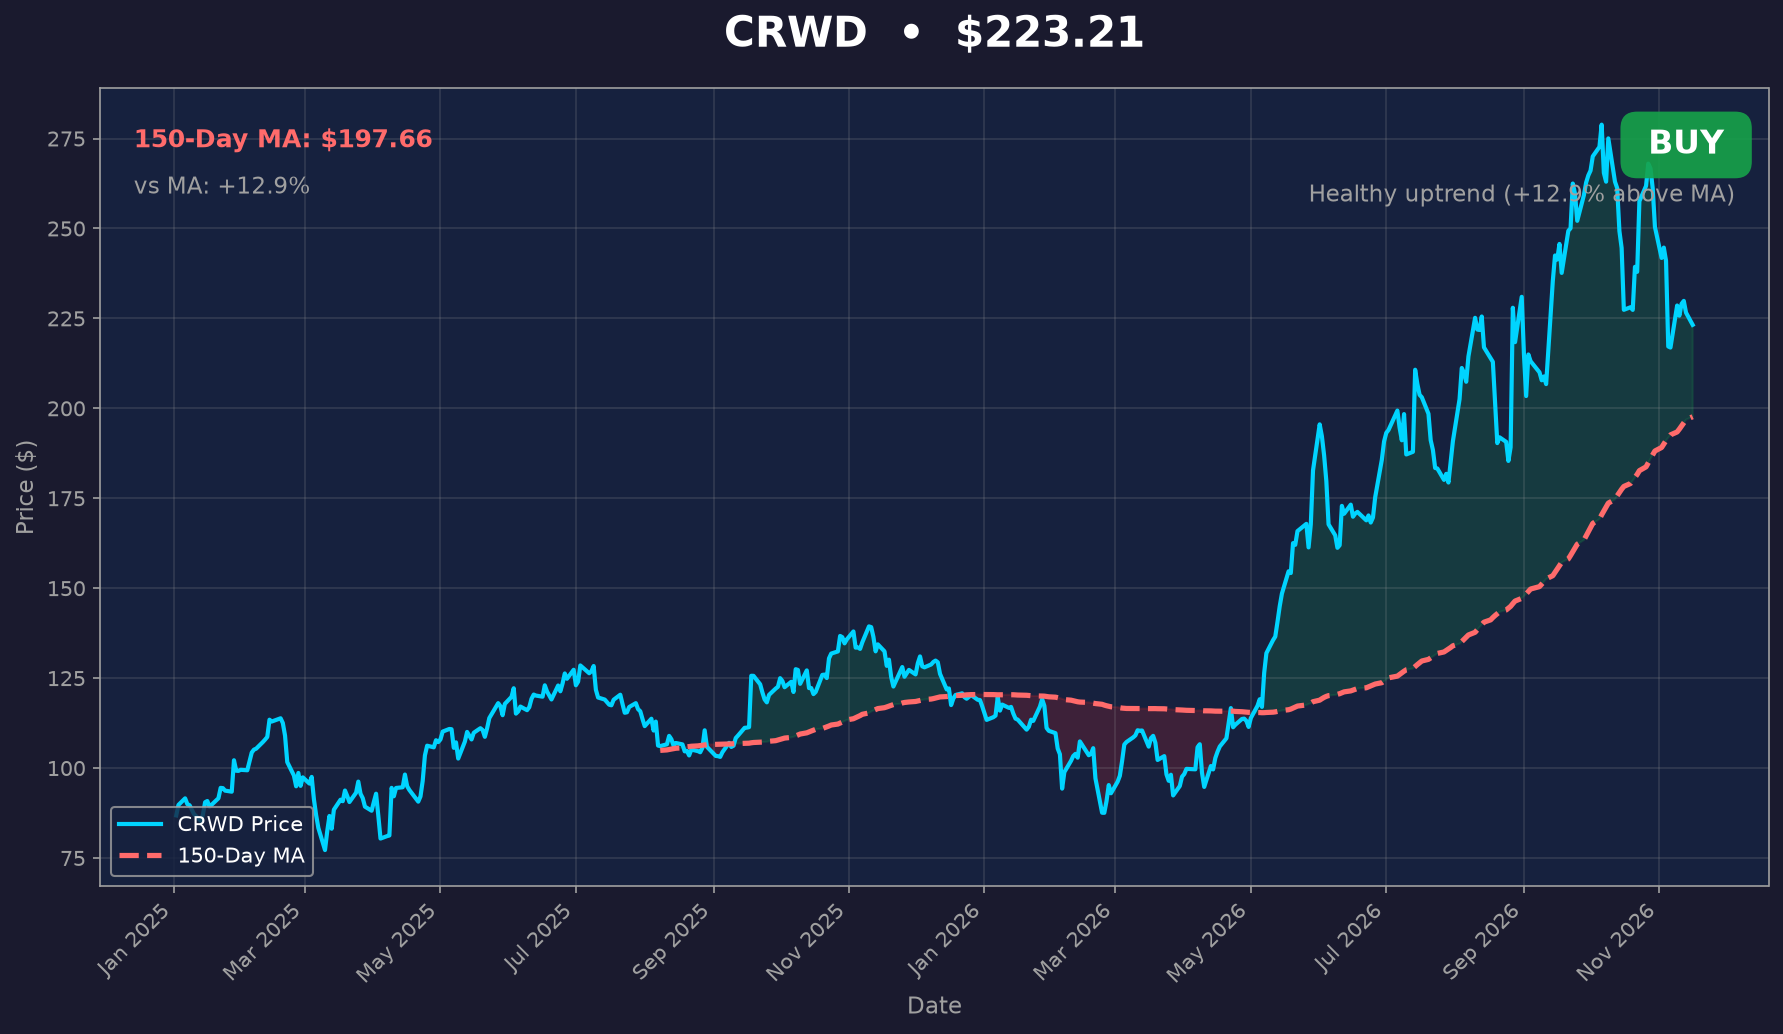 CRWD • $223.21
150-Day MA: $197.66
vs MA: +12.9%
BUY
Healthy uptrend (+12.9% above MA)
Price ($)
275
250
225
200
175
150
125
100
75
CRWD Price
150-Day MA
Jan 2025
Mar 2025
May 2025
Jul 2025
Sep 2025
Nov 2025
Jan 2026
Mar 2026
May 2026
Jul 2026
Sep 2026
Nov 2026
Date